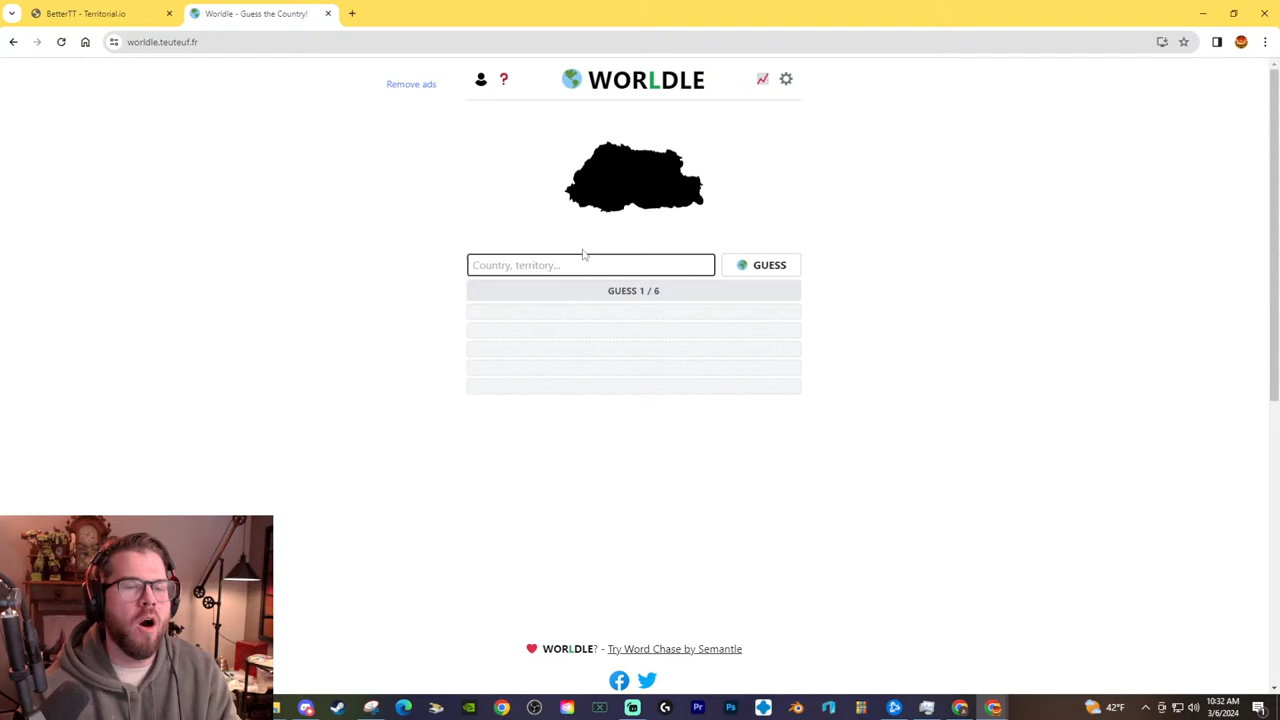 BetterTT - Territorial.io
Worldle - Guess the Country!
worldle.teuteuf.fr
Remove ads
?
WORLDLE
Country, territory...
GUESS
GUESS 1 / 6
WORLDLE? - Try Word Chase by Semantle
42°F
10:32 AM
3/6/2024